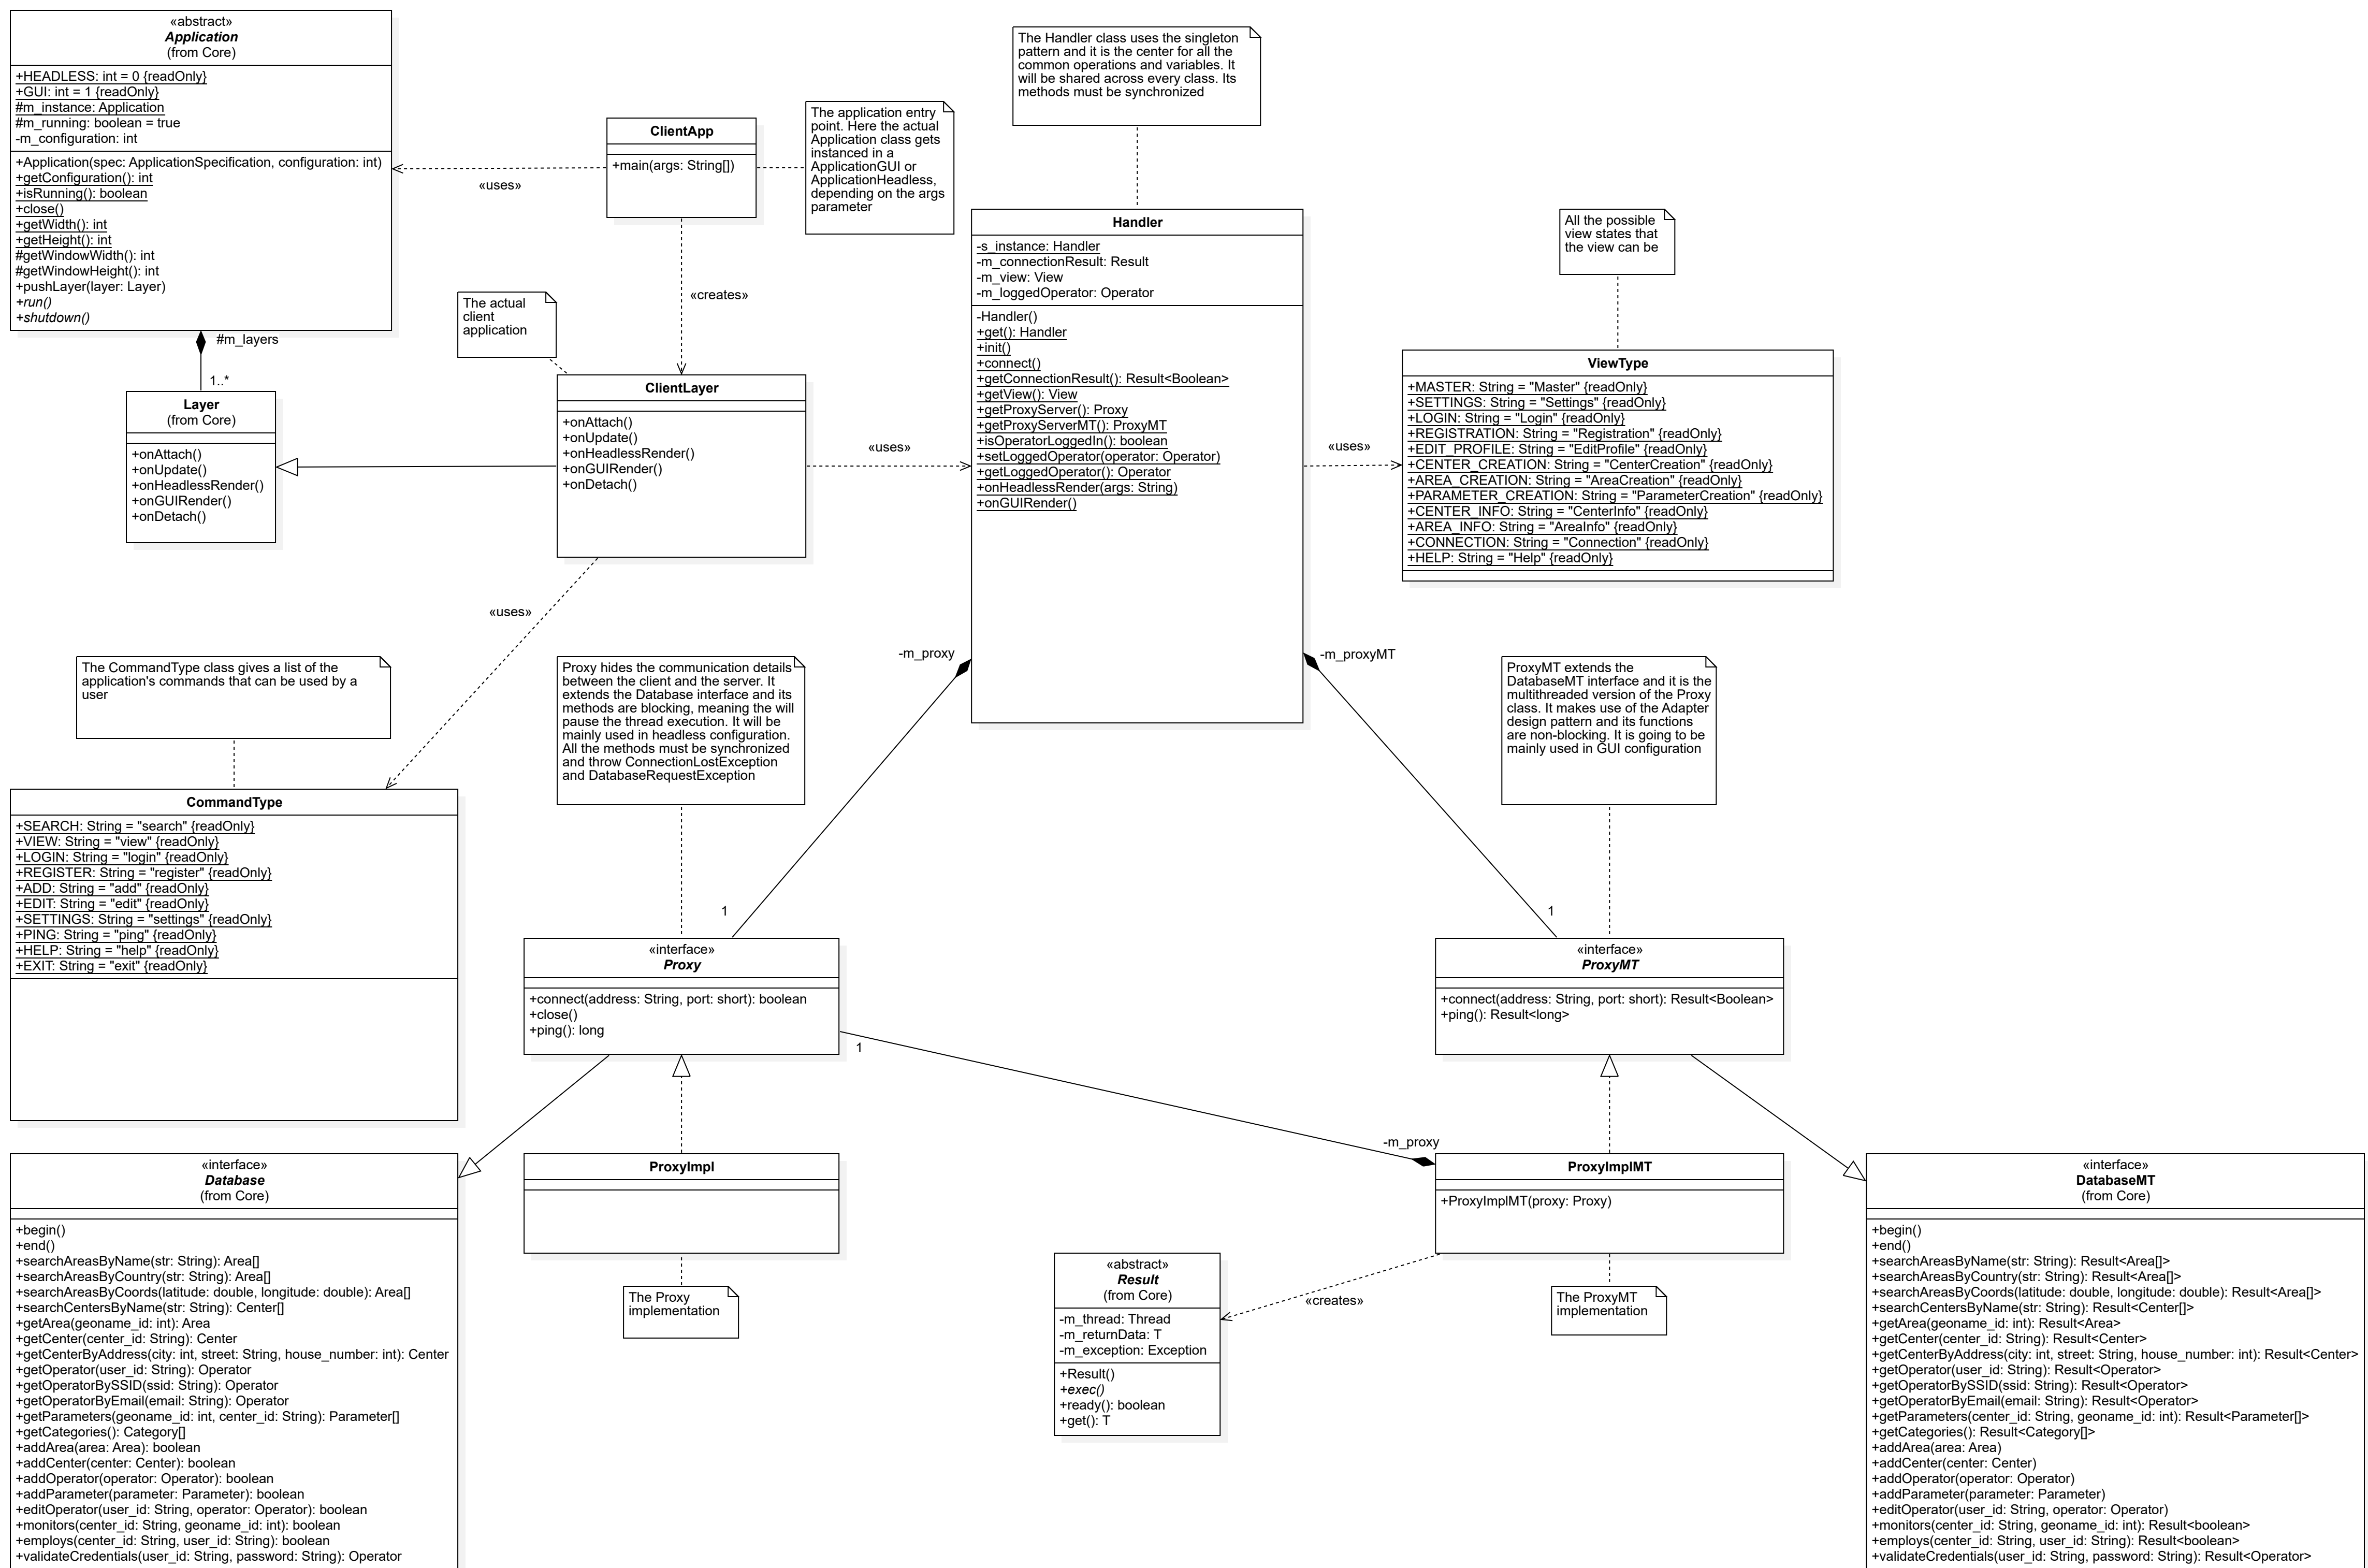 «abstract»
Application
(from Core)
+HEADLESS: int = 0 {readOnly}
+GUI: int = 1 {readOnly}
#m_instance: Application
#m_running: boolean = true
-m_configuration: int
+Application(spec: ApplicationSpecification, configuration: int)
+getConfiguration(): int
+isRunning(): boolean
+close()
+getWidth(): int
+getHeight(): int
#getWindowWidth(): int
#getWindowHeight(): int
+pushLayer(layer: Layer)
+run()
+shutdown()
#m_layers
1..*
Layer
(from Core)
+onAttach()
+onUpdate()
+onHeadlessRender()
+onGUIRender()
+onDetach()
«uses»
ClientApp
+main(args: String[])
The application entry
point. Here the actual
Application class gets
instanced in a
ApplicationGUI or
ApplicationHeadless,
depending on the args
parameter
«creates»
The actual
client
application
ClientLayer
+onAttach()
+onUpdate()
+onHeadlessRender()
+onGUIRender()
+onDetach()
«uses»
«uses»
The Handler class uses the singleton
pattern and it is the center for all the
common operations and variables. It
will be shared across every class. Its
methods must be synchronized
Handler
-s_instance: Handler
-m_connectionResult: Result
-m_view: View
-m_loggedOperator: Operator
-Handler()
+get(): Handler
+init()
+connect()
+getConnectionResult(): Result<Boolean>
+getView(): View
+getProxyServer(): Proxy
+getProxyServerMT(): ProxyMT
+isOperatorLoggedIn(): boolean
+setLoggedOperator(operator: Operator)
+getLoggedOperator(): Operator
+onHeadlessRender(args: String)
+onGUIRender()
«uses»
All the possible
view states that
the view can be
ViewType
+MASTER: String = "Master" {readOnly}
+SETTINGS: String = "Settings" {readOnly}
+LOGIN: String = "Login" {readOnly}
+REGISTRATION: String = "Registration" {readOnly}
+EDIT_PROFILE: String = "EditProfile" {readOnly}
+CENTER_CREATION: String = "CenterCreation" {readOnly}
+AREA_CREATION: String = "AreaCreation" {readOnly}
+PARAMETER_CREATION: String = "ParameterCreation" {readOnly}
+CENTER_INFO: String = "CenterInfo" {readOnly}
+AREA_INFO: String = "AreaInfo" {readOnly}
+CONNECTION: String = "Connection" {readOnly}
+HELP: String = "Help" {readOnly}
The CommandType class gives a list of the
application's commands that can be used by a
user
CommandType
+SEARCH: String = "search" {readOnly}
+VIEW: String = "view" {readOnly}
+LOGIN: String = "login" {readOnly}
+REGISTER: String = "register" {readOnly}
+ADD: String = "add" {readOnly}
+EDIT: String = "edit" {readOnly}
+SETTINGS: String = "settings" {readOnly}
+PING: String = "ping" {readOnly}
+HELP: String = "help" {readOnly}
+EXIT: String = "exit" {readOnly}
Proxy hides the communication details
between the client and the server. It
extends the Database interface and its
methods are blocking, meaning the will
pause the thread execution. It will be
mainly used in headless configuration.
All the methods must be synchronized
and throw ConnectionLostException
and DatabaseRequestException
-m_proxy
1
-m_proxyMT
1
ProxyMT extends the
DatabaseMT interface and it is the
multithreaded version of the Proxy
class. It makes use of the Adapter
design pattern and its functions
are non-blocking. It is going to be
mainly used in GUI configuration
«interface»
Proxy
+connect(address: String, port: short): boolean
+close()
+ping(): long
1
«interface»
ProxyMT
+connect(address: String, port: short): Result<Boolean>
+ping(): Result<long>
-m_proxy
«interface»
Database
(from Core)
+begin()
+end()
+searchAreasByName(str: String): Area[]
+searchAreasByCountry(str: String): Area[]
+searchAreasByCoords(latitude: double, longitude: double): Area[]
+searchCentersByName(str: String): Center[]
+getArea(geoname_id: int): Area
+getCenter(center_id: String): Center
+getCenterByAddress(city: int, street: String, house_number: int): Center
+getOperator(user_id: String): Operator
+getOperatorBySSID(ssid: String): Operator
+getOperatorByEmail(email: String): Operator
+getParameters(geoname_id: int, center_id: String): Parameter[]
+getCategories(): Category[]
+addArea(area: Area): boolean
+addCenter(center: Center): boolean
+addOperator(operator: Operator): boolean
+addParameter(parameter: Parameter): boolean
+editOperator(user_id: String, operator: Operator): boolean
+monitors(center_id: String, geoname_id: int): boolean
+employs(center_id: String, user_id: String): boolean
+validateCredentials(user_id: String, password: String): Operator
ProxyImpl
The Proxy
implementation
«abstract»
Result
(from Core)
-m_thread: Thread
-m_returnData: T
-m_exception: Exception
+Result()
+exec()
+ready(): boolean
+get(): T
«creates»
ProxyImplMT
+ProxyImplMT(proxy: Proxy)
The ProxyMT
implementation
«interface»
DatabaseMT
(from Core)
+begin()
+end()
+searchAreasByName(str: String): Result<Area[]>
+searchAreasByCountry(str: String): Result<Area[]>
+searchAreasByCoords(latitude: double, longitude: double): Result<Area[]>
+searchCentersByName(str: String): Result<Center[]>
+getArea(geoname_id: int): Result<Area>
+getCenter(center_id: String): Result<Center>
+getCenterByAddress(city: int, street: String, house_number: int): Result<Center>
+getOperator(user_id: String): Result<Operator>
+getOperatorBySSID(ssid: String): Result<Operator>
+getOperatorByEmail(email: String): Result<Operator>
+getParameters(center_id: String, geoname_id: int): Result<Parameter[]>
+getCategories(): Result<Category[]>
+addArea(area: Area)
+addCenter(center: Center)
+addOperator(operator: Operator)
+addParameter(parameter: Parameter)
+editOperator(user_id: String, operator: Operator)
+monitors(center_id: String, geoname_id: int): Result<boolean>
+employs(center_id: String, user_id: String): Result<boolean>
+validateCredentials(user_id: String, password: String): Result<Operator>